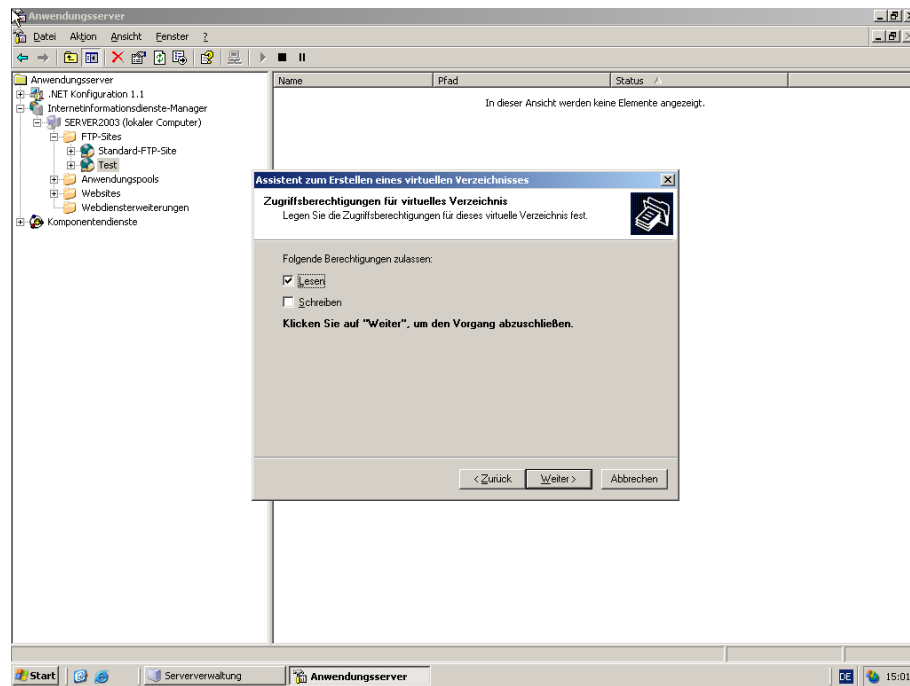 Anwendungsserver
Datei Aktion Ansicht Fenster ?
Anwendungsserver
.NET Konfiguration 1.1
Internetinformationsdienste-Manager
SERVER2003 (lokaler Computer)
FTP-Sites
Standard-FTP-Site
Test
Anwendungspools
Websites
Webdiensterweiterungen
Komponentendienste
Name Pfad Status
In dieser Ansicht werden keine Elemente angezeigt.
Assistent zum Erstellen eines virtuellen Verzeichnisses
Zugriffsberechtigungen für virtuelles Verzeichnis
Legen Sie die Zugriffsberechtigungen für dieses virtuelle Verzeichnis fest.
Folgende Berechtigungen zulassen:
Lesen
Schreiben
Klicken Sie auf "Weiter", um den Vorgang abzuschließen.
< Zurück Weiter > Abbrechen
Start Serververwaltung Anwendungsserver DE 15:01